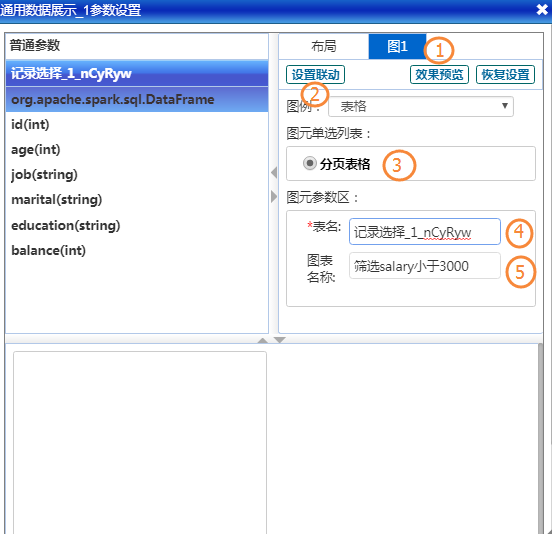 通用数据展示_1参数设置
普通参数
记录选择_1_nCyRyw
org.apache.spark.sql.DataFrame
id(int)
age(int)
job(string)
marital(string)
education(string)
balance(int)
布局 图1 1
设置联动 效果预览 恢复设置
2
图例： 表格
图元单选列表：
分页表格 3
图元参数区：
*表名: 记录选择_1_nCyRyw 4
图表名称: 筛选salary小于3000 5